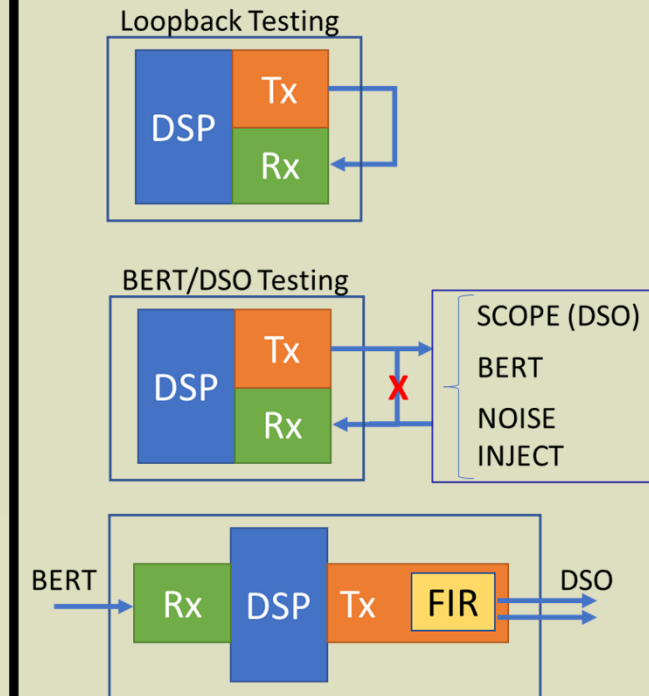 Loopback Testing
DSP
Tx
Rx
BERT/DSO Testing
DSP
Tx
Rx
X
SCOPE (DSO)
BERT
NOISE
INJECT
BERT
Rx
DSP
Tx
FIR
DSO